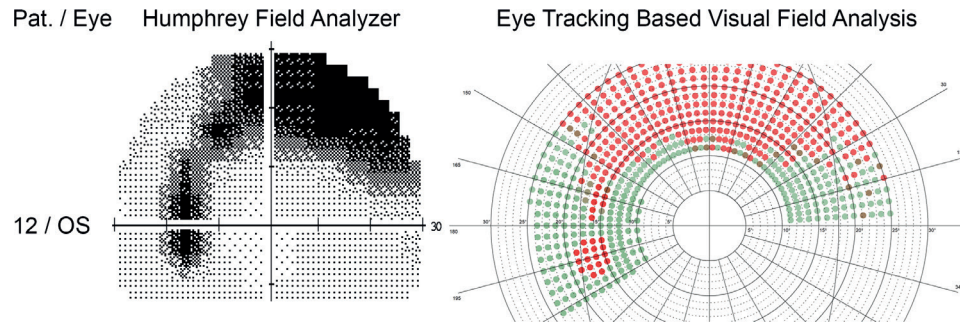 Pat. / Eye Humphrey Field Analyzer Eye Tracking Based Visual Field Analysis
150 30
165
12 / OS 30 180 30° 25° 5° 5° 10° 15° 20° 25° 30°
195